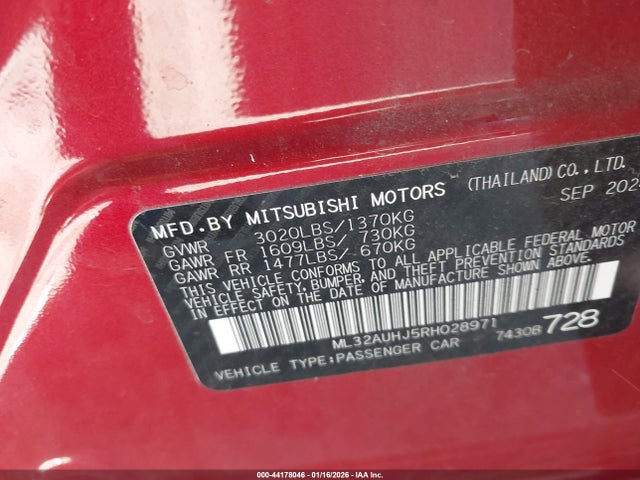 MFD.BY MITSUBISHI MOTORS (THAILAND)CO.,LTD.
SEP 202
GVWR 3020LBS/1370KG
GAWR FR 1609LBS/ 730KG
GAWR RR 1477LBS/ 670KG
THIS VEHICLE CONFORMS TO ALL APPLICABLE FEDERAL MOTOR
VEHICLE SAFETY, BUMPER, AND THEFT PREVENTION STANDARDS
IN EFFECT ON THE DATE OF MANUFACTURE SHOWN ABOVE.
ML32AUHJ5RH028971
VEHICLE TYPE:PASSENGER CAR 7430B 728
000-44178046 - 01/16/2026 - IAA Inc.